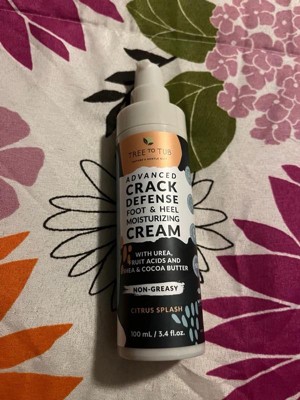 TREE TO TUB
ADVANCED
CRACK
DEFENSE
FOOT & HEEL
MOISTURIZING
CREAM
WITH UREA,
FRUIT ACIDS AND
SHEA & COCOA BUTTER
NON-GREASY
CITRUS SPLASH
100 mL / 3.4 fl.oz.